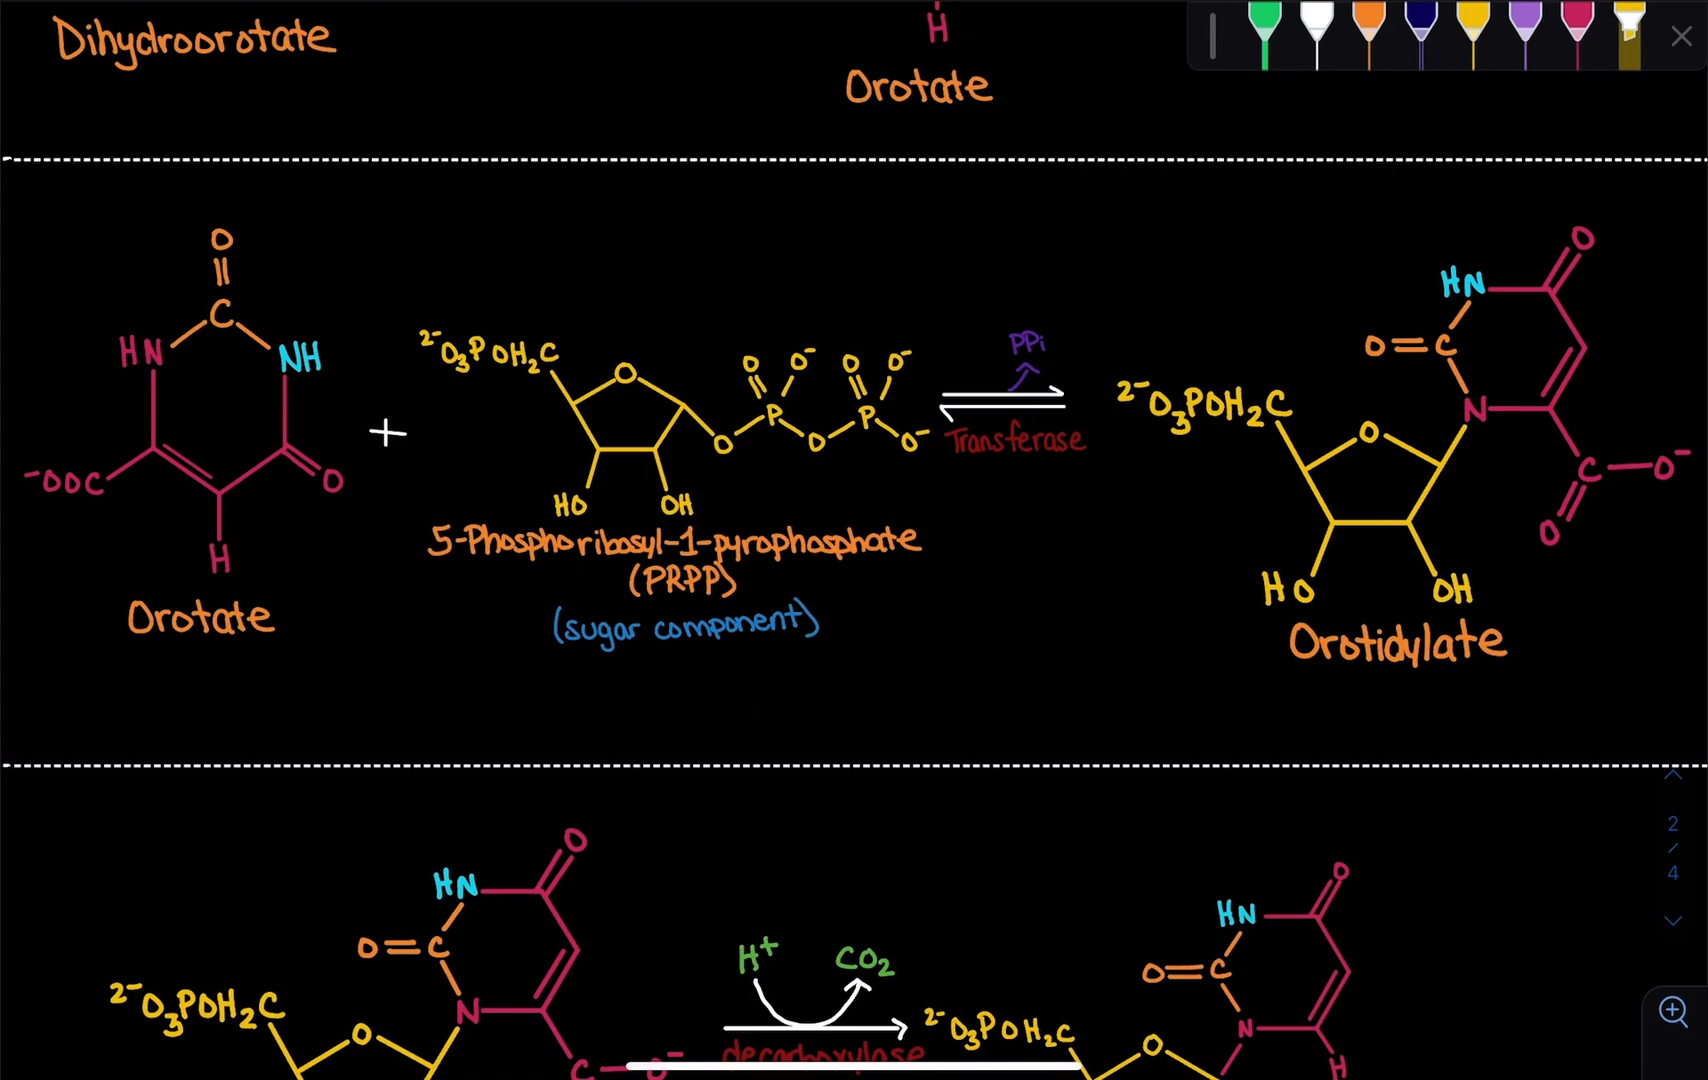 Dihydroorotate
H
Orotate
O
C
HN
NH
⁻OOC
O
H
Orotate
+
²⁻O₃POH₂C
O
O
O⁻
O
O⁻
P
P
O
O
O⁻
HO
OH
5-Phosphoribosyl-1-pyrophosphate
(PRPP)
(sugar component)
PPi
Transferase
O
HN
O
C
N
²⁻O₃POH₂C
O
C
O⁻
O
HO
OH
Orotidylate
2
/
4
O
HN
O
C
N
²⁻O₃POH₂C
O
C
O⁻
H⁺
CO₂
decarboxylase
O
HN
O
C
N
²⁻O₃POH₂C
O
H